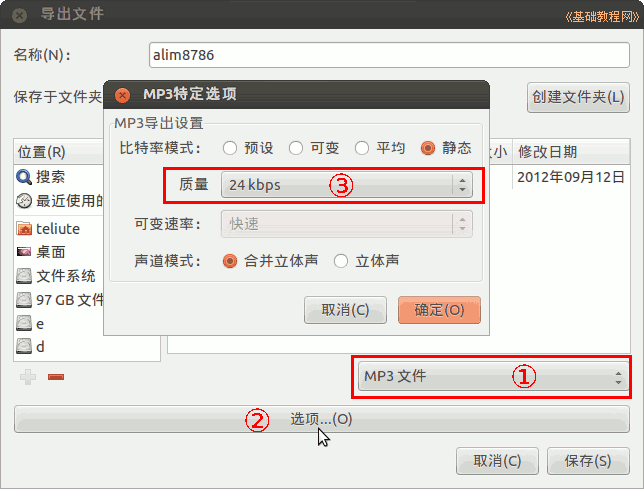 导出文件
《基础教程网》
名称(N): alim8786
保存于文件夹
创建文件夹(L)
MP3特定选项
MP3导出设置
比特率模式: 预设 可变 平均 静态
质量 24 kbps ③
可变速率: 快速
声道模式: 合并立体声 立体声
取消(C) 确定(O)
位置(R)
搜索
最近使用的
teliute
桌面
文件系统
97 GB 文件
e
d
大小 修改日期
2012年09月12日
MP3 文件 ①
② 选项...(O)
取消(C) 保存(S)